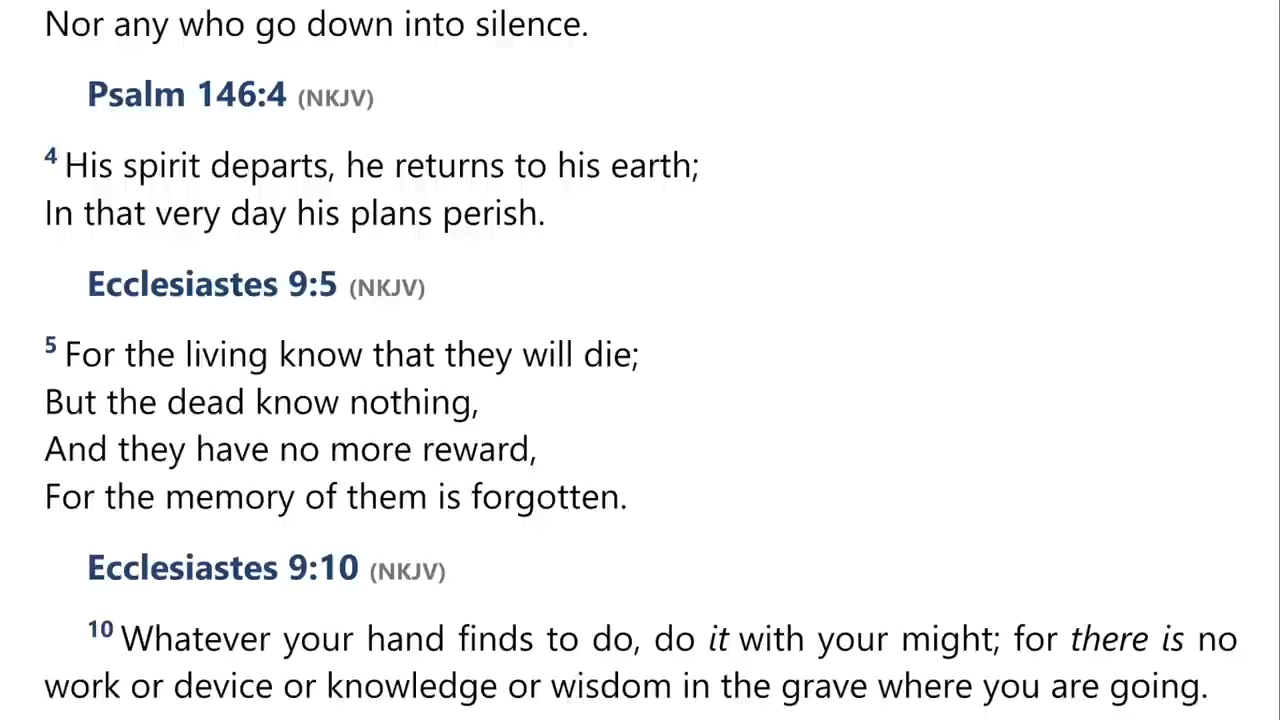 Nor any who go down into silence.
Psalm 146:4 (NKJV)
4 His spirit departs, he returns to his earth;
In that very day his plans perish.
Ecclesiastes 9:5 (NKJV)
5 For the living know that they will die;
But the dead know nothing,
And they have no more reward,
For the memory of them is forgotten.
Ecclesiastes 9:10 (NKJV)
10 Whatever your hand finds to do, do it with your might; for there is no
work or device or knowledge or wisdom in the grave where you are going.